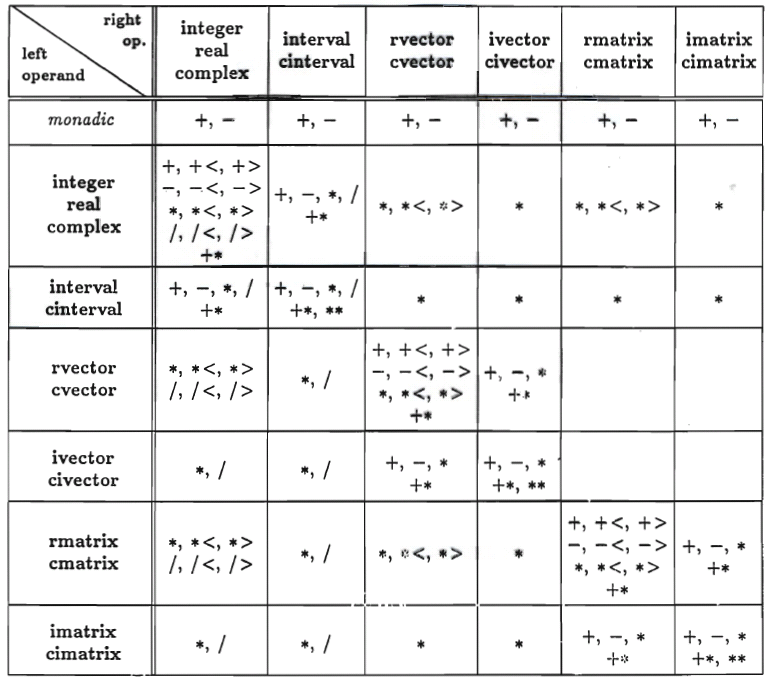 right op. | integer real complex | interval cinterval | rvector cvector | ivector civector | rmatrix cmatrix | imatrix cimatrix
left operand
monadic | +, − | +, − | +, − | +, − | +, − | +, −
integer real complex | +, +<, +> −, −<, −> *, *<, *> /, /<, /> +* | +, −, *, / +* | *, *<, *> | * | *, *<, *> | *
interval cinterval | +, −, *, / +* | +, −, *, / +*, ** | * | * | * | *
rvector cvector | *, *<, *> /, /<, /> | *, / | +, +<, +> −, −<, −> *, *<, *> +* | +, −, * +* | |
ivector civector | *, / | *, / | +, −, * +* | +, −, * +*, ** | |
rmatrix cmatrix | *, *<, *> /, /<, /> | *, / | *, *<, *> | * | +, +<, +> −, −<, −> *, *<, *> +* | +, −, * +*
imatrix cimatrix | *, / | *, / | * | * | +, −, * +* | +, −, * +*, **